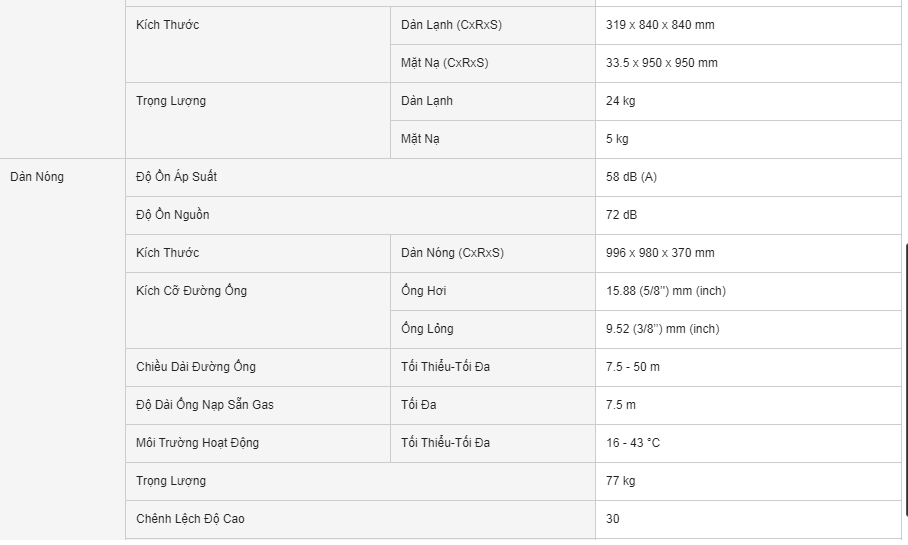 Kích Thước Dàn Lạnh (CxRxS) 319 x 840 x 840 mm
Mặt Nạ (CxRxS) 33.5 x 950 x 950 mm
Trọng Lượng Dàn Lạnh 24 kg
Mặt Nạ 5 kg
Dàn Nóng Độ Ồn Áp Suất 58 dB (A)
Độ Ồn Nguồn 72 dB
Kích Thước Dàn Nóng (CxRxS) 996 x 980 x 370 mm
Kích Cỡ Đường Ống Ống Hơi 15.88 (5/8'') mm (inch)
Ống Lỏng 9.52 (3/8'') mm (inch)
Chiều Dài Đường Ống Tối Thiểu-Tối Đa 7.5 - 50 m
Độ Dài Ống Nạp Sẵn Gas Tối Đa 7.5 m
Môi Trường Hoạt Động Tối Thiểu-Tối Đa 16 - 43 °C
Trọng Lượng 77 kg
Chênh Lệch Độ Cao 30